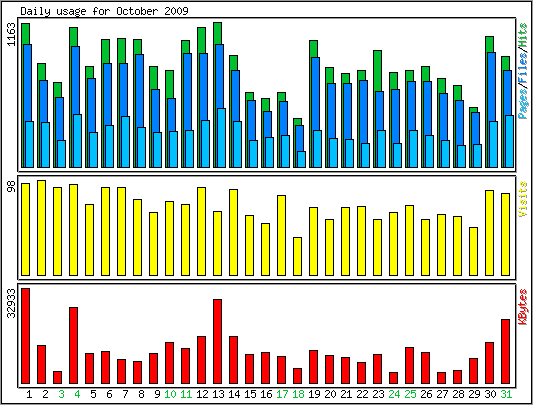 Daily usage for October 2009
1163
Pages/Files/Hits
98
Visits
32933
KBytes
1 2 3 4 5 6 7 8 9 10 11 12 13 14 15 16 17 18 19 20 21 22 23 24 25 26 27 28 29 30 31